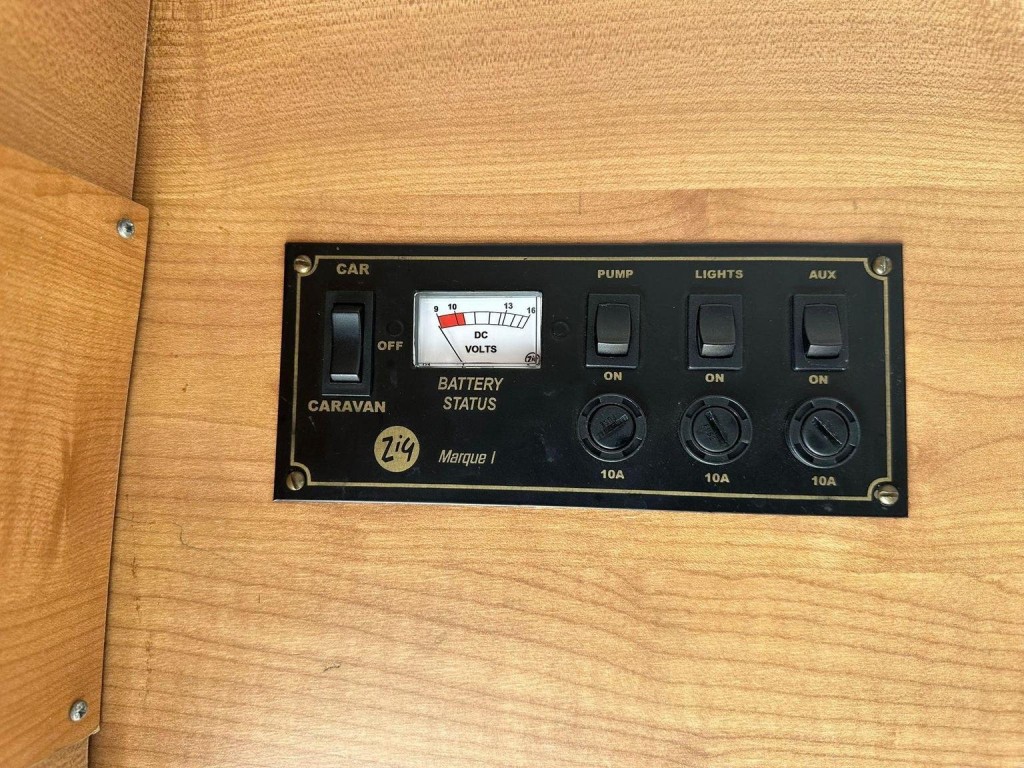 CAR
PUMP LIGHTS AUX
9 10 13 16
DC
VOLTS
Zig
OFF
BATTERY
STATUS
ON ON ON
CARAVAN
Zig Marque I
10A 10A 10A